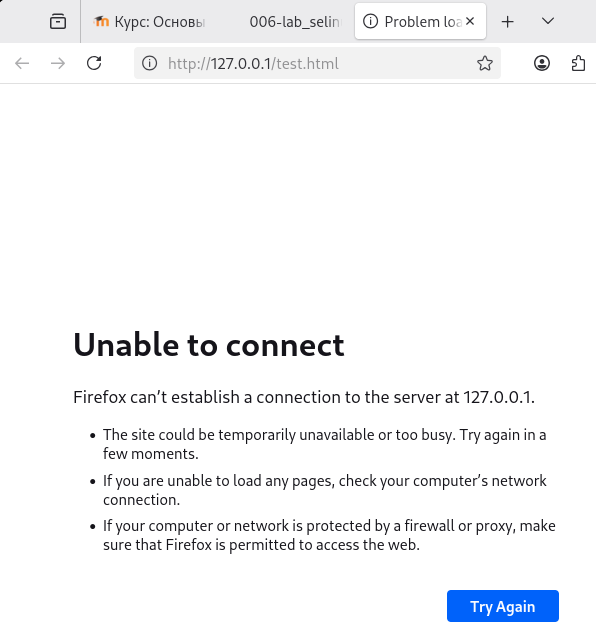 Курс: Основы
006-lab_selin
Problem loa
http://127.0.0.1/test.html
Unable to connect
Firefox can’t establish a connection to the server at 127.0.0.1.
• The site could be temporarily unavailable or too busy. Try again in a
few moments.
• If you are unable to load any pages, check your computer’s network
connection.
• If your computer or network is protected by a firewall or proxy, make
sure that Firefox is permitted to access the web.
Try Again